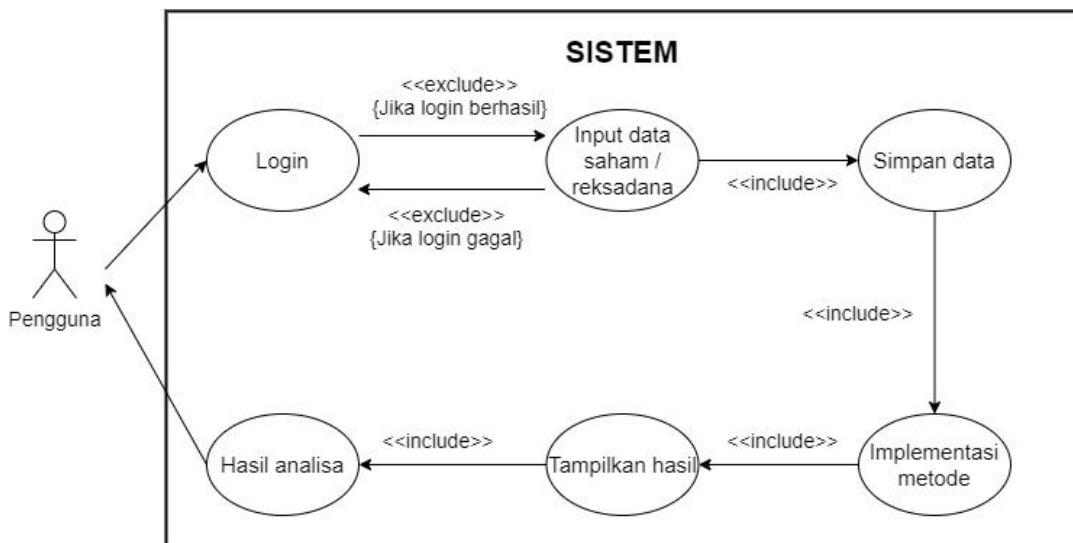 SISTEM
<<exclude>>
{Jika login berhasil}
Login
Input data
saham /
reksadana
Simpan data
<<include>>
<<exclude>>
{Jika login gagal}
Pengguna
<<include>>
Hasil analisa
<<include>>
Tampilkan hasil
<<include>>
Implementasi
metode